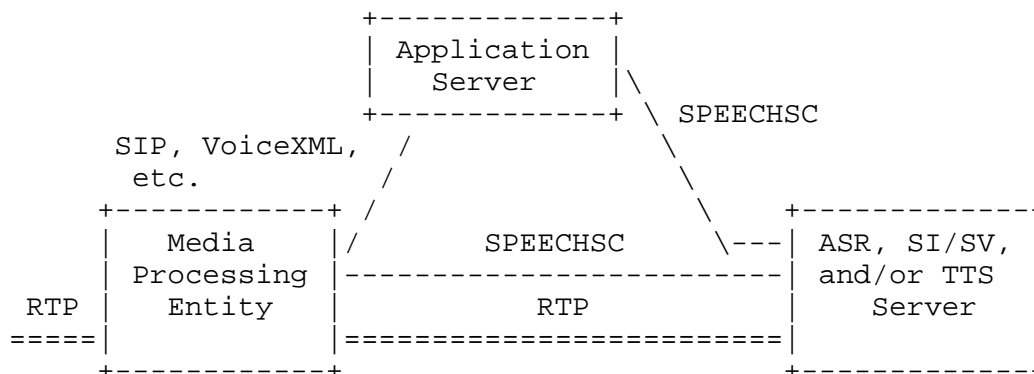 Application
Server
SPEECHSC
SIP, VoiceXML,
etc.
Media
Processing
Entity
SPEECHSC
ASR, SI/SV,
and/or TTS
Server
RTP
RTP